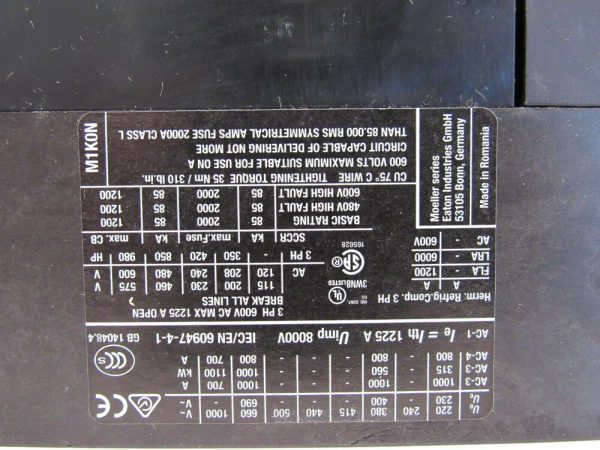 Ue 220 240 380 415 440 500 660 1000 V~
230 400 690 V~
AC-3 1000 - 1000 - - - 1000 700 A
AC-3 315 - 560 - - - 1000 1100 kW
AC-4 800 - 800 - - - 800 700 A
AC-1 Ie = Ith 1225 A Uimp 8000V IEC/EN 60947-4-1 GB 14048.4
3 PH 600V AC MAX 1225 A OPEN
BREAK ALL LINES
Herm. Refrig.Comp. 3 PH
FLA 1200 -
LRA 6000 -
AC 600V -
IND. CONT. EQ.
UL
3WN8 LISTED
165628
115 200 230 460 575 V
AC 120 208 240 480 600 V
3 PH - 350 420 850 980 HP
SCCR kA max.Fuse kA max. CB
BASIC RATING 85 2000 85 1200
480V HIGH FAULT 85 2000 85 1200
600V HIGH FAULT 85 2000 85 1200
CU 75° C WIRE TIGHTENING TORQUE 35 Nm / 310 lb.in.
600 VOLTS MAXIMUM SUITABLE FOR USE ON A
CIRCUIT CAPABLE OF DELIVERING NOT MORE
THAN 85.000 RMS SYMMETRICAL AMPS FUSE 2000A CLASS L
Moeller series
Eaton Industries GmbH
53105 Bonn, Germany
Made in Romania
M1K0N